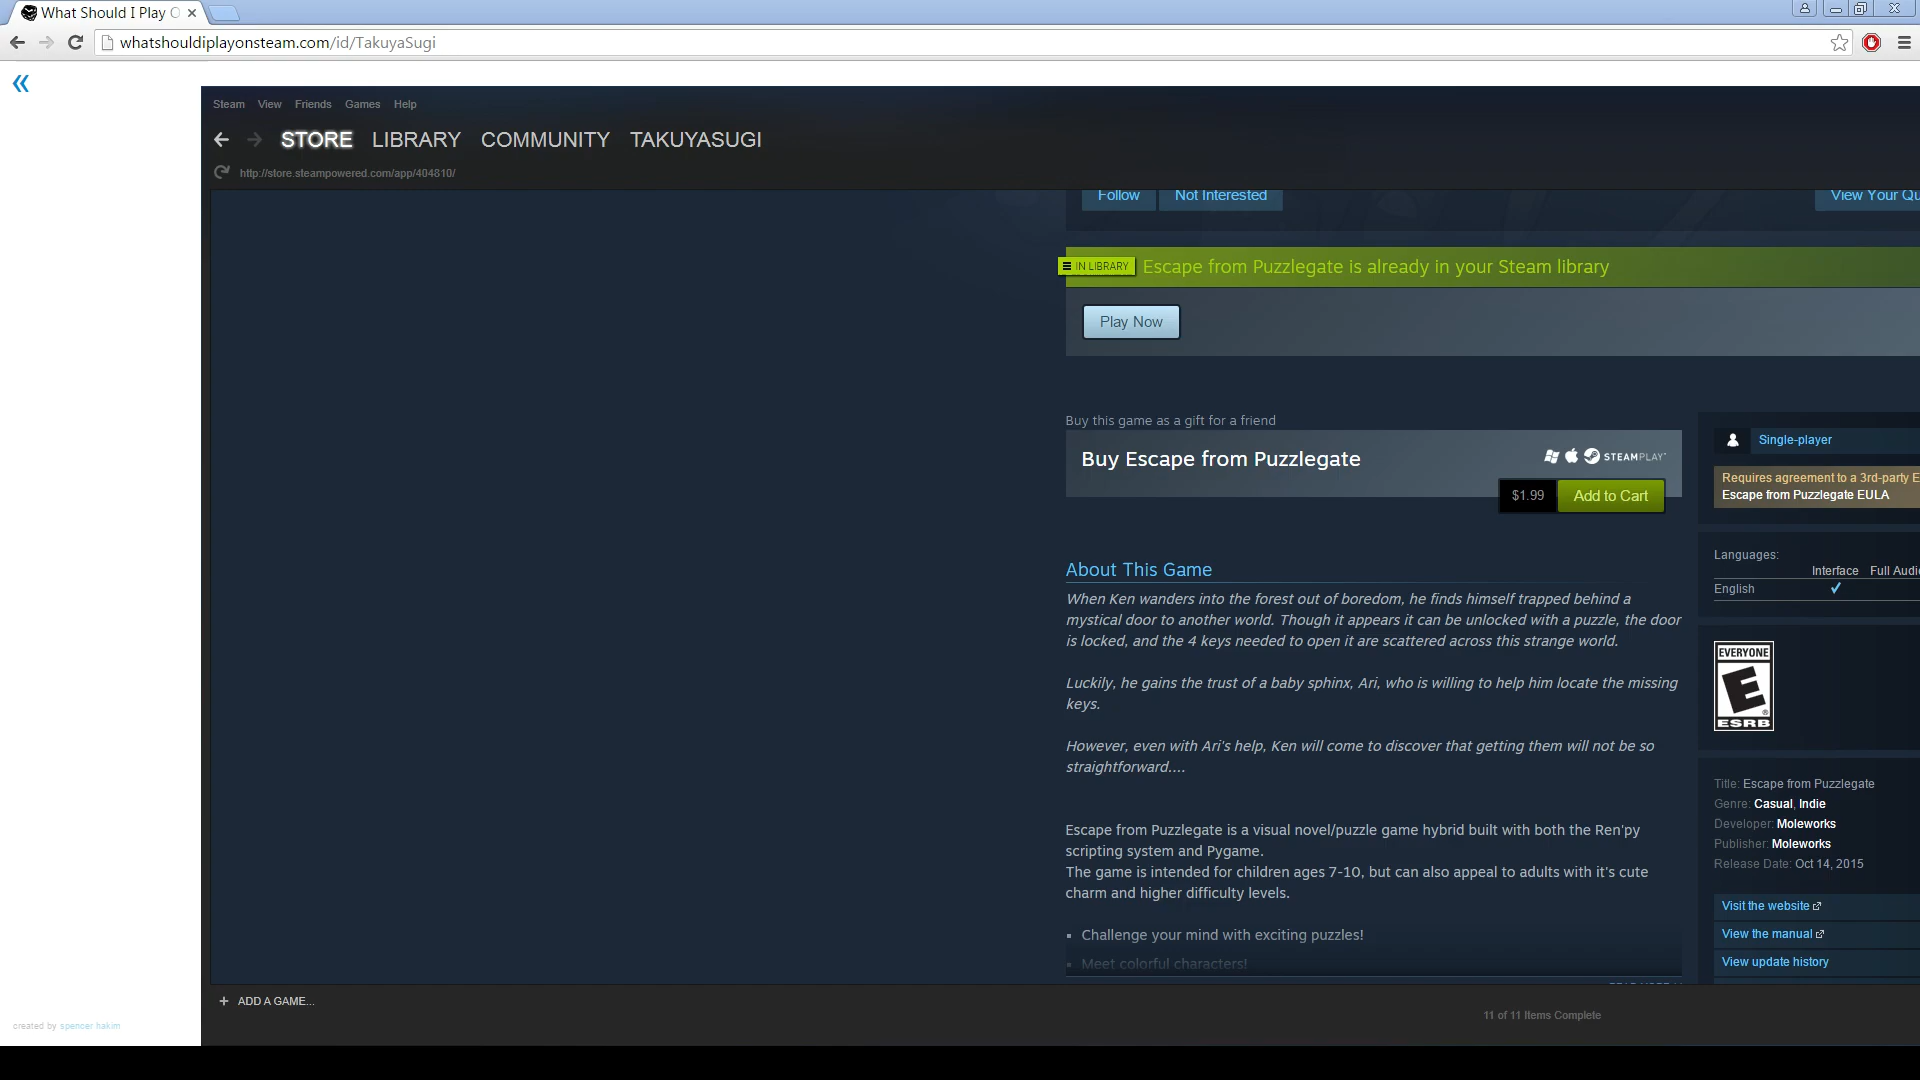 What Should I Play O
whatshouldiplayonsteam.com/id/TakuyaSugi
«
Steam View Friends Games Help
STORE LIBRARY COMMUNITY TAKUYASUGI
http://store.steampowered.com/app/404810/
Follow Not Interested View Your Qu
IN LIBRARY Escape from Puzzlegate is already in your Steam library
Play Now
Buy this game as a gift for a friend
Buy Escape from Puzzlegate
STEAMPLAY
$1.99 Add to Cart
About This Game
When Ken wanders into the forest out of boredom, he finds himself trapped behind a
mystical door to another world. Though it appears it can be unlocked with a puzzle, the door
is locked, and the 4 keys needed to open it are scattered across this strange world.
Luckily, he gains the trust of a baby sphinx, Ari, who is willing to help him locate the missing
keys.
However, even with Ari's help, Ken will come to discover that getting them will not be so
straightforward....
Escape from Puzzlegate is a visual novel/puzzle game hybrid built with both the Ren'py
scripting system and Pygame.
The game is intended for children ages 7-10, but can also appeal to adults with it's cute
charm and higher difficulty levels.
▪ Challenge your mind with exciting puzzles!
▪ Meet colorful characters!
Single-player
Requires agreement to a 3rd-party E
Escape from Puzzlegate EULA
Languages:
Interface Full Audi
English ✓
EVERYONE
E
ESRB
Title: Escape from Puzzlegate
Genre: Casual, Indie
Developer: Moleworks
Publisher: Moleworks
Release Date: Oct 14, 2015
Visit the website
View the manual
View update history
+ ADD A GAME...
11 of 11 Items Complete
created by spencer hakim